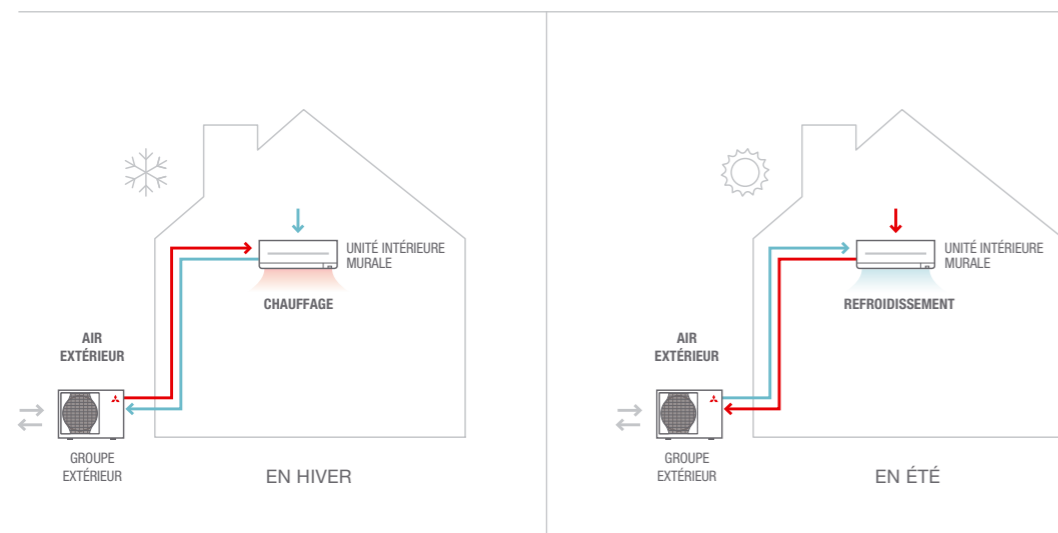 UNITÉ INTÉRIEURE
MURALE
CHAUFFAGE
AIR
EXTÉRIEUR
GROUPE
EXTÉRIEUR
EN HIVER
UNITÉ INTÉRIEURE
MURALE
REFROIDISSEMENT
AIR
EXTÉRIEUR
GROUPE
EXTÉRIEUR
EN ÉTÉ